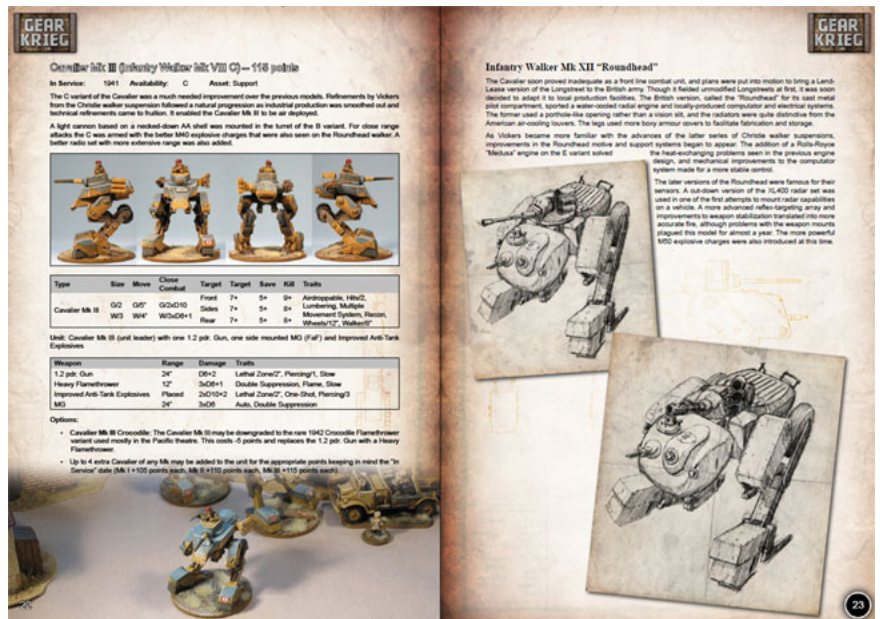 GEAR
KRIEG
Cavalier Mk III (Infantry Walker Mk VIII C) – 115 points
In Service: 1941 Availability: C Asset: Support
The C variant of the Cavalier was a much needed improvement over the previous models. Refinements by Vickers
from the Christie walker suspension followed a natural progression as industrial production was smoothed out and
technical refinements came to fruition. It enabled the Cavalier Mk III to be air deployed.
A light cannon based on a necked-down AA shell was mounted in the turret of the B variant. For close range
attacks the C was armed with the better M40 explosive charges that were also seen on the Roundhead walker. A
better radio set with more extensive range was also added.
Type Size Move Close Combat Target Target Save Kill Traits
Cavalier Mk III G/2 G/5" G/2xD10 Front 7+ 5+ 9+ Airdroppable, Hits/2,
W/3 W/4" W/3xD6+1 Sides 7+ 5+ 8+ Lumbering, Multiple
Movement System, Recon,
Rear 7+ 5+ 8+ Wheels/12", Walker/6"
Unit: Cavalier Mk III (unit leader) with one 1.2 pdr. Gun, one side mounted MG (FaF) and Improved Anti-Tank
Explosives
Weapon Range Damage Traits
1.2 pdr. Gun 24" D6+2 Lethal Zone/2", Piercing/1, Slow
Heavy Flamethrower 12" 3xD6+1 Double Suppression, Flame, Slow
Improved Anti-Tank Explosives Placed 2xD10+2 Lethal Zone/2", One-Shot, Piercing/3
MG 24" 3xD6 Auto, Double Suppression
Options:
• Cavalier Mk III Crocodile: The Cavalier Mk III may be downgraded to the rare 1942 Crocodile Flamethrower
variant used mostly in the Pacific theatre. This costs -5 points and replaces the 1.2 pdr. Gun with a Heavy
Flamethrower.
• Up to 4 extra Cavalier of any Mk may be added to the unit for the appropriate points keeping in mind the "In
Service" date (Mk I +105 points each, Mk II +110 points each, Mk III +115 points each).
GEAR
KRIEG
Infantry Walker Mk XII "Roundhead"
The Cavalier soon proved inadequate as a front line combat unit, and plans were put into motion to bring a Lend-
Lease version of the Longstreet to the British army. Though it fielded unmodified Longstreets at first, it was soon
decided to adapt it to local production facilities. The British version, called the "Roundhead" for its cast metal
pilot compartment, sported a water-cooled radial engine and locally-produced computator and electrical systems.
The former used a porthole-like opening rather than a vision slit, and the radiators were quite distinctive from the
American air-cooling louvers. The legs used more boxy armour covers to facilitate fabrication and storage.
As Vickers became more familiar with the advances of the latter series of Christie walker suspensions,
improvements in the Roundhead motive and support systems began to appear. The addition of a Rolls-Royce
"Medusa" engine on the E variant solved the heat-exchanging problems seen in the previous engine
design, and mechanical improvements to the computator
system made for a more stable control.
The later versions of the Roundhead were famous for their
sensors. A cut-down version of the XL400 radar set was
used in one of the first attempts to mount radar capabilities
on a vehicle. A more advanced reflex-targeting array and
improvements to weapon stabilization translated into more
accurate fire, although problems with the weapon mounts
plagued this model for almost a year. The more powerful
M50 explosive charges were also introduced at this time.
23